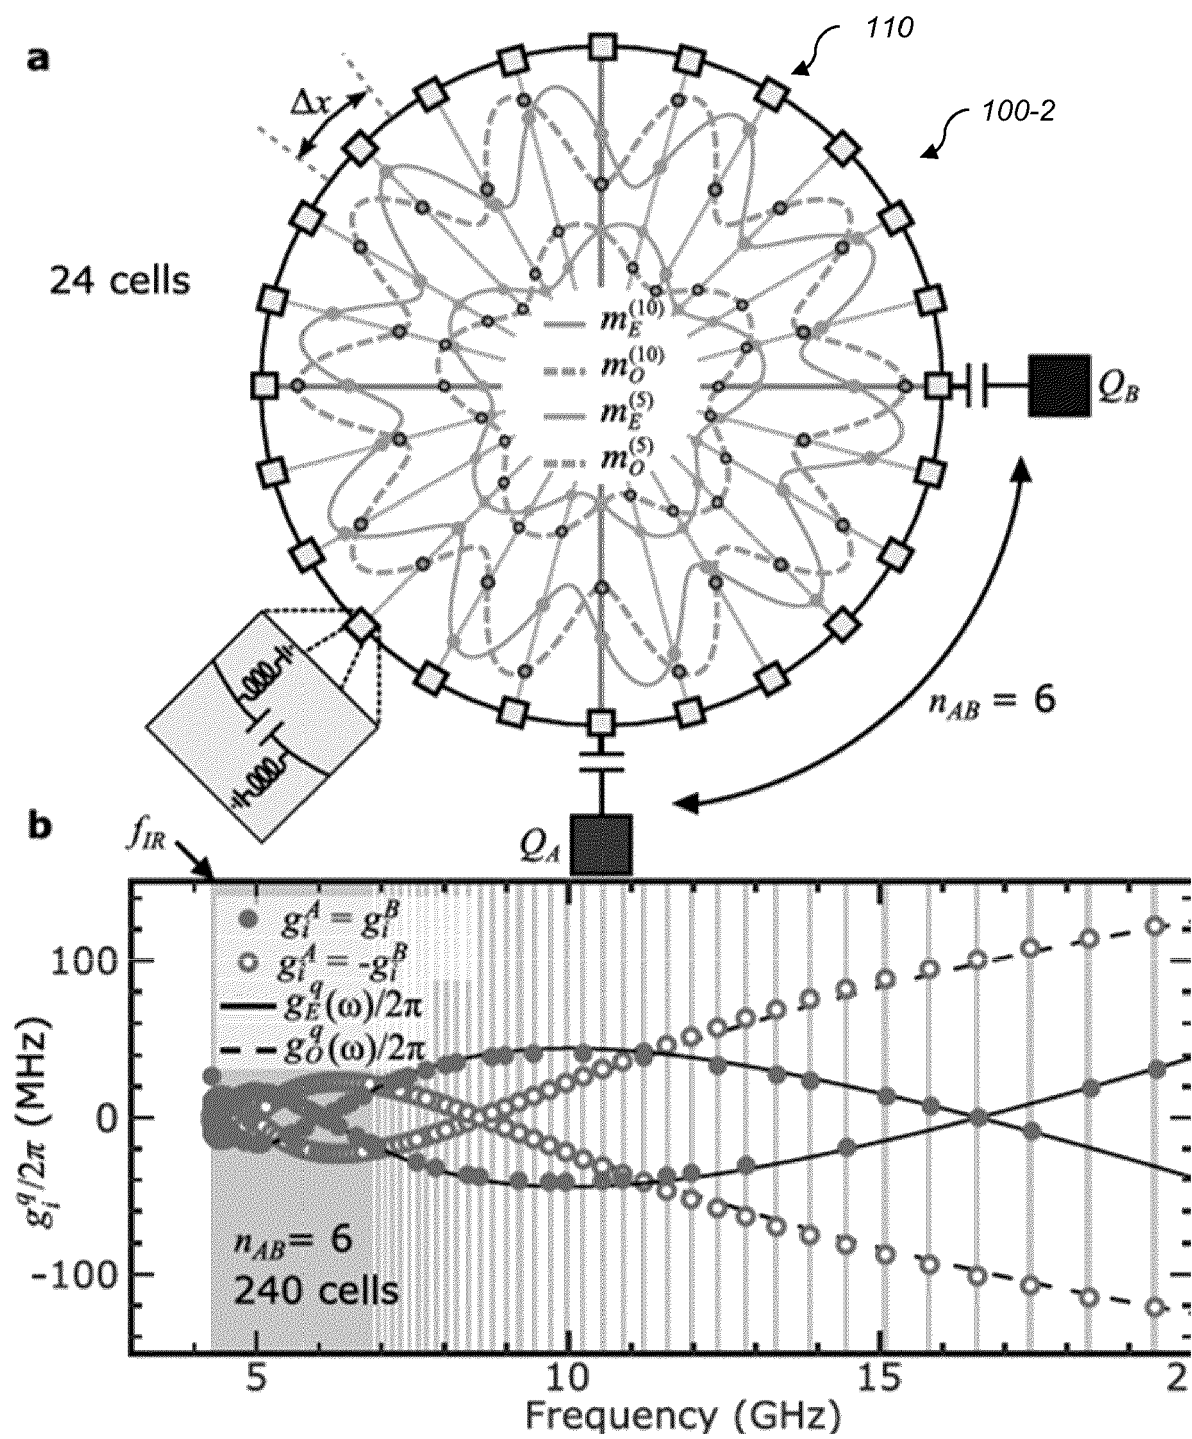 a
110
100-2
Δx
24 cells
m_E^(10)
m_O^(10)
m_E^(5)
m_O^(5)
Q_B
n_AB = 6
Q_A
b
f_IR
g_i^A = g_i^B
g_i^A = -g_i^B
g_E^q(ω)/2π
g_O^q(ω)/2π
100
0
-100
g_i^q/2π (MHz)
n_AB = 6
240 cells
5 10 15 2
Frequency (GHz)